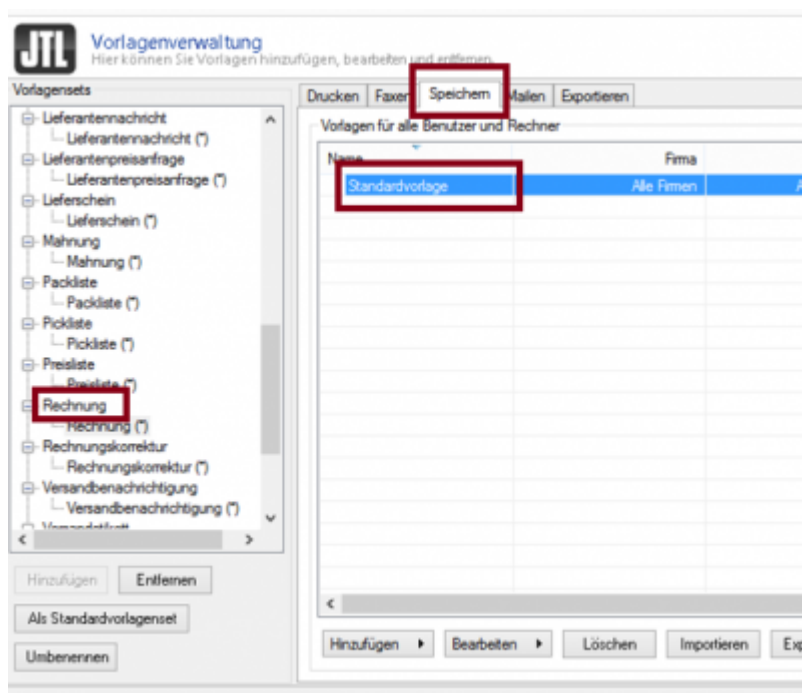 JTL
Vorlagenverwaltung
Hier können Sie Vorlagen hinzufügen, bearbeiten und entfernen.
Vorlagensets
Lieferantennachricht
Lieferantennachricht (*)
Lieferantenpreisanfrage
Lieferantenpreisanfrage (*)
Lieferschein
Lieferschein (*)
Mahnung
Mahnung (*)
Packliste
Packliste (*)
Pickliste
Pickliste (*)
Preisliste
Preisliste (*)
Rechnung
Rechnung (*)
Rechnungskorrektur
Rechnungskorrektur (*)
Versandbenachrichtigung
Versandbenachrichtigung (*)
Versandetikett
Hinzufügen Entfernen
Als Standardvorlagenset
Umbenennen
Drucken Faxen Speichern Mailen Exportieren
Vorlagen für alle Benutzer und Rechner
Name Firma
Standardvorlage Alle Firmen A
Hinzufügen Bearbeiten Löschen Importieren Exp